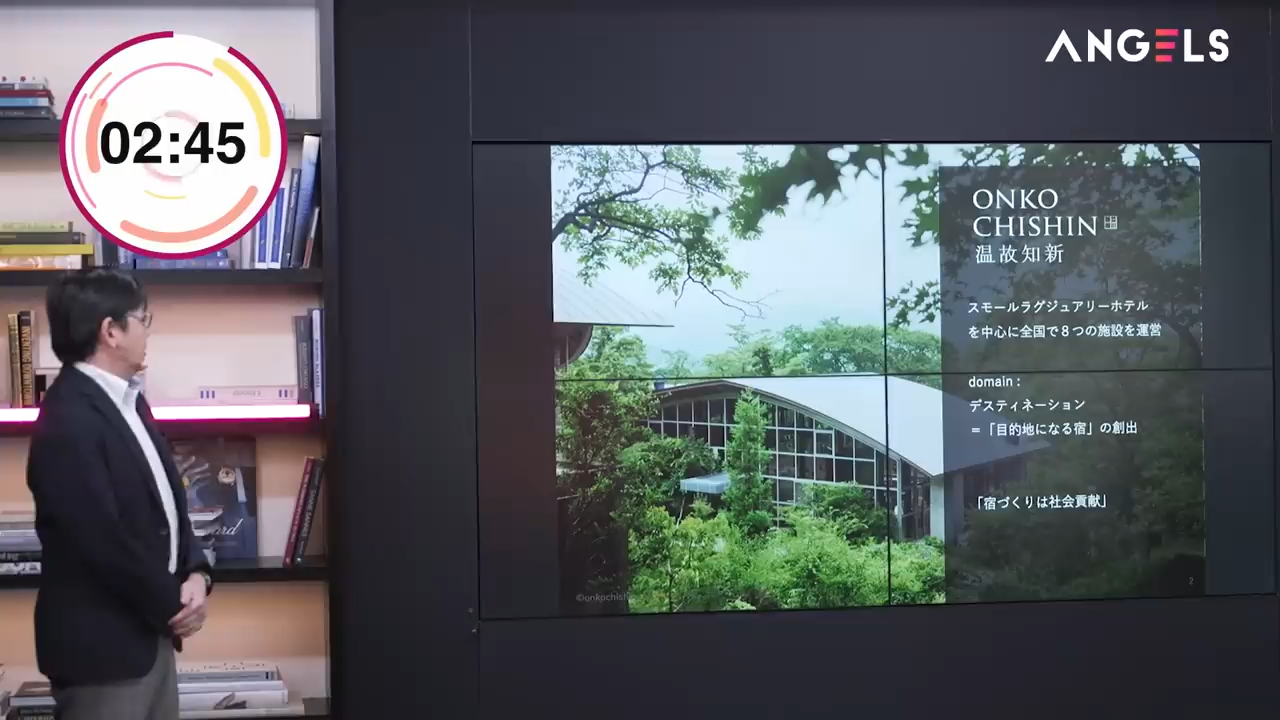 02:45
ANGELS
ONKO
CHISHIN
温故知新
スモールラグジュアリーホテル
を中心に全国で8つの施設を運営
domain :
デスティネーション
=「目的地になる宿」の創出
「宿づくりは社会貢献」
2